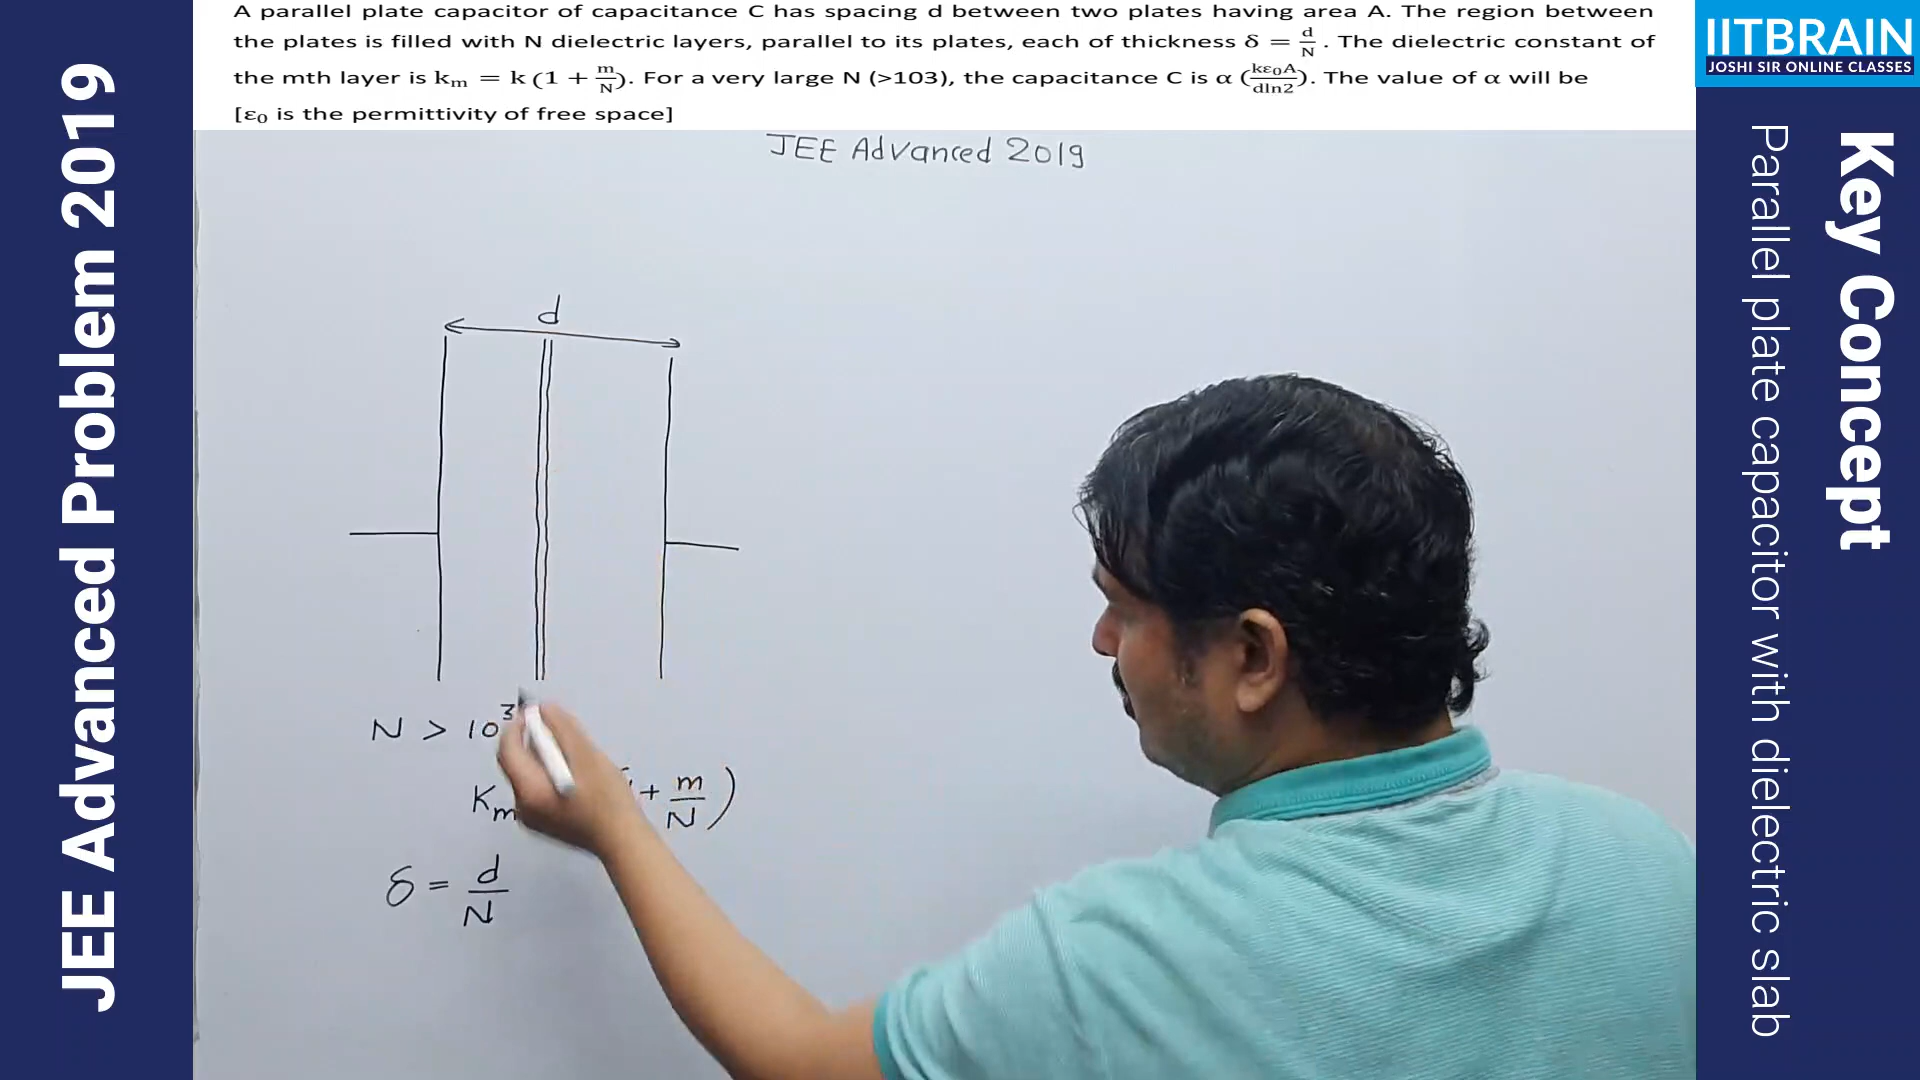 A parallel plate capacitor of capacitance C has spacing d between two plates having area A. The region between
the plates is filled with N dielectric layers, parallel to its plates, each of thickness δ = d/N . The dielectric constant of
the mth layer is kₘ = k (1 + m/N). For a very large N (>103), the capacitance C is α (kε₀A/dln2). The value of α will be
[ε₀ is the permittivity of free space]
IITBRAIN
JOSHI SIR ONLINE CLASSES
JEE Advanced Problem 2019
Key Concept
Parallel plate capacitor with dielectric slab
JEE Advanced 2019
d
N > 10³
Kₘ + m/N )
δ = d/N